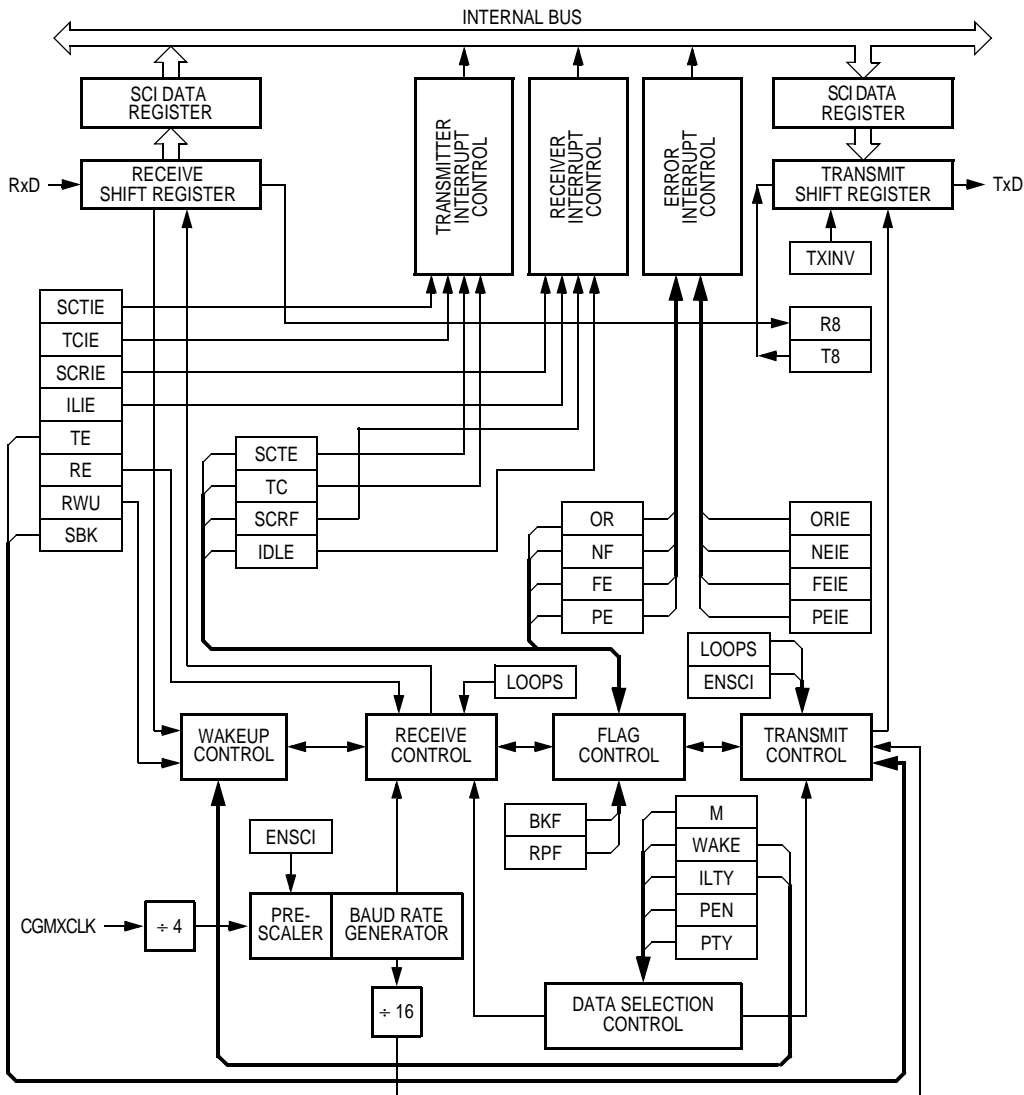 INTERNAL BUS
SCI DATA
REGISTER
SCI DATA
REGISTER
TRANSMITTER
INTERRUPT
CONTROL
RECEIVER
INTERRUPT
CONTROL
ERROR
INTERRUPT
CONTROL
RxD
RECEIVE
SHIFT REGISTER
TRANSMIT
SHIFT REGISTER
TxD
TXINV
SCTIE
TCIE
SCRIE
ILIE
TE
RE
RWU
SBK
R8
T8
SCTE
TC
SCRF
IDLE
OR
NF
FE
PE
ORIE
NEIE
FEIE
PEIE
LOOPS
LOOPS
ENSCI
WAKEUP
CONTROL
RECEIVE
CONTROL
FLAG
CONTROL
TRANSMIT
CONTROL
BKF
RPF
M
WAKE
ILTY
PEN
PTY
ENSCI
CGMXCLK
÷ 4
PRE-
SCALER
BAUD RATE
GENERATOR
÷ 16
DATA SELECTION
CONTROL